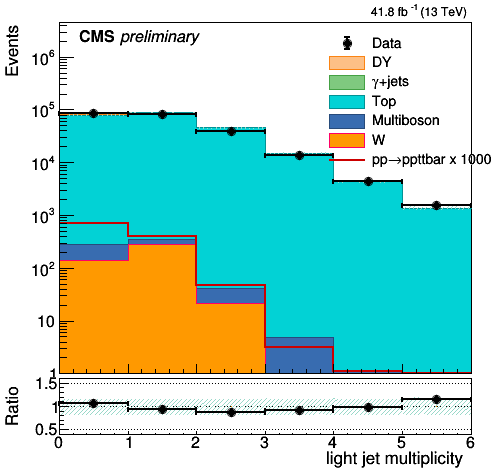 41.8 fb⁻¹ (13 TeV)
CMS preliminary
Events
10⁶
10⁵
10⁴
10³
10²
10
1
Data
DY
γ+jets
Top
Multiboson
W
pp→ppttbar x 1000
Ratio
1.5
1
0.5
0 1 2 3 4 5 6
light jet multiplicity